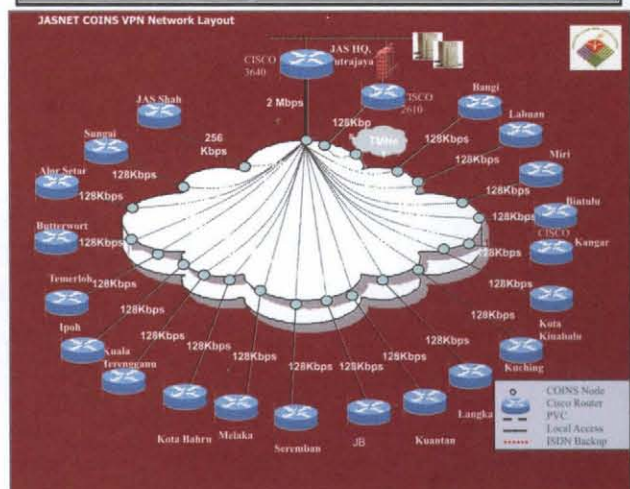 JASNET COINS VPN Network Layout
JAS HQ,
utrajaya
CISCO
3640
CISCO
2610
2 Mbps
128Kbp
TMNet
JAS Shah
256
Kbps
Sungai
128Kbps
Alor Setar
128Kbps
Butterwort
128Kbps
Temerloh
128Kbps
Ipoh
128Kbps
Kuala
Terengganu
128Kbps
Kota Bahru
128Kbps
Melaka
128Kbps
Seremban
128Kbps
JB
128Kbps
Kuantan
128Kbps
Langka
128Kbps
Kuching
128Kbps
Kota
Kinabalu
128Kbps
Kangar
CISCO
128Kbps
Biatulu
128Kbps
Miri
128Kbps
Labuan
128Kbps
Bangi
COINS Node
Cisco Router
PVC
Local Access
ISDN Backup